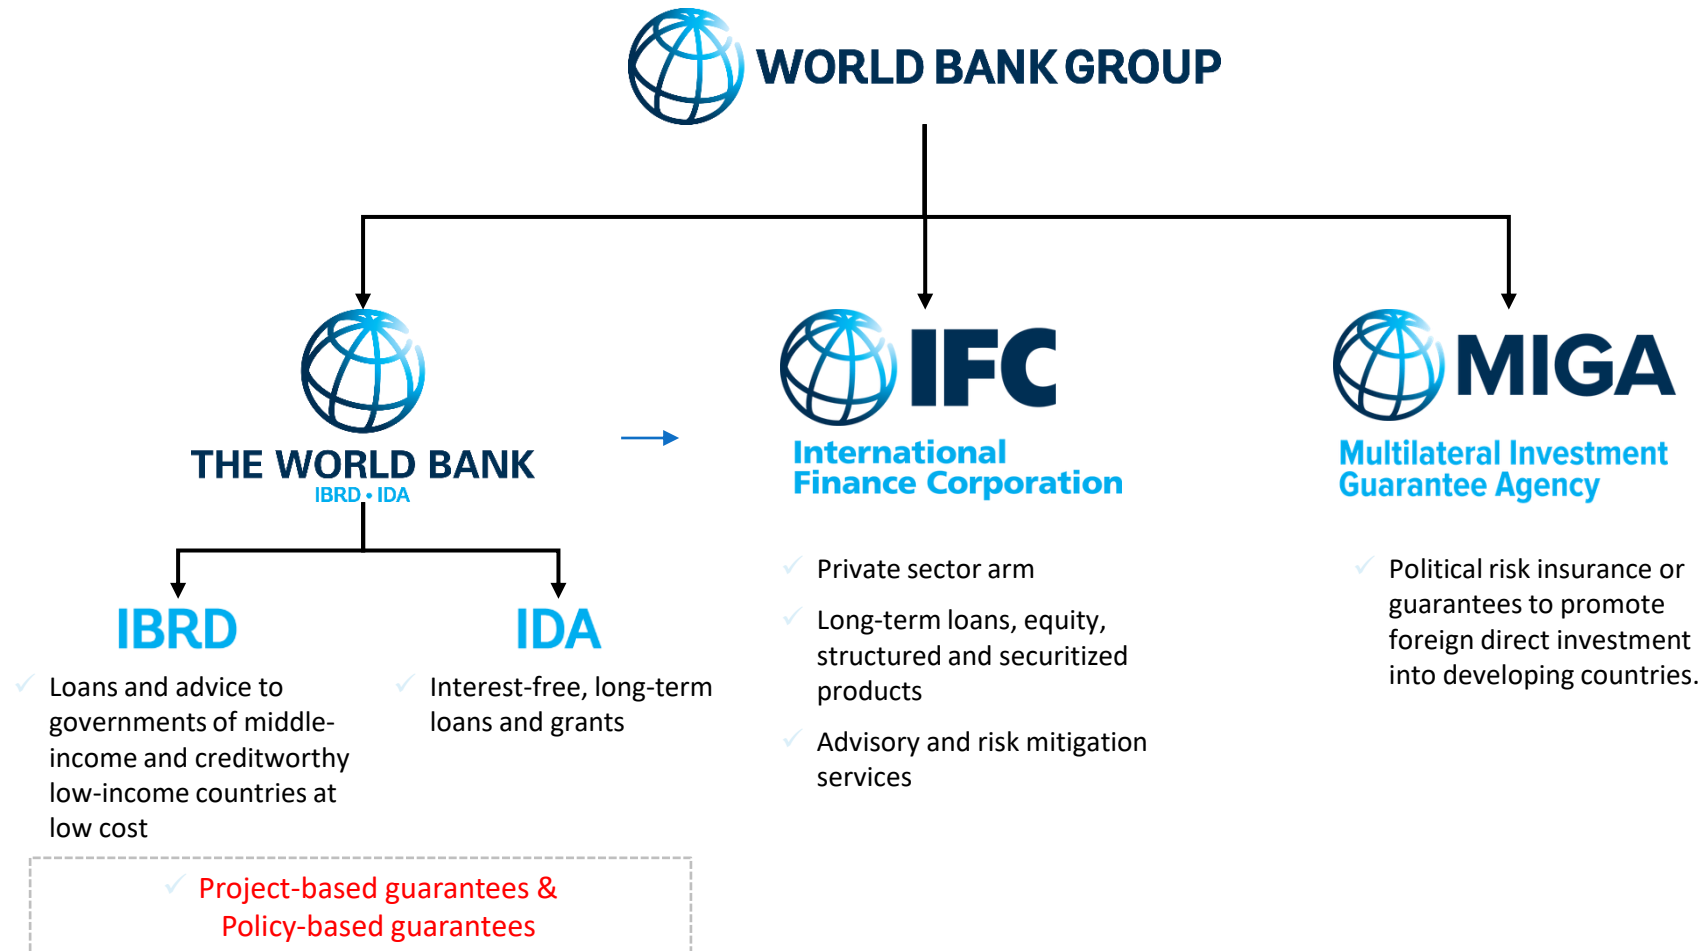 WORLD BANK GROUP
THE WORLD BANK
IBRD • IDA
IFC
International
Finance Corporation
MIGA
Multilateral Investment
Guarantee Agency
IBRD
✓ Loans and advice to
governments of middle-
income and creditworthy
low-income countries at
low cost
IDA
✓ Interest-free, long-term
loans and grants
✓ Project-based guarantees &
Policy-based guarantees
✓ Private sector arm
✓ Long-term loans, equity,
structured and securitized
products
✓ Advisory and risk mitigation
services
✓ Political risk insurance or
guarantees to promote
foreign direct investment
into developing countries.